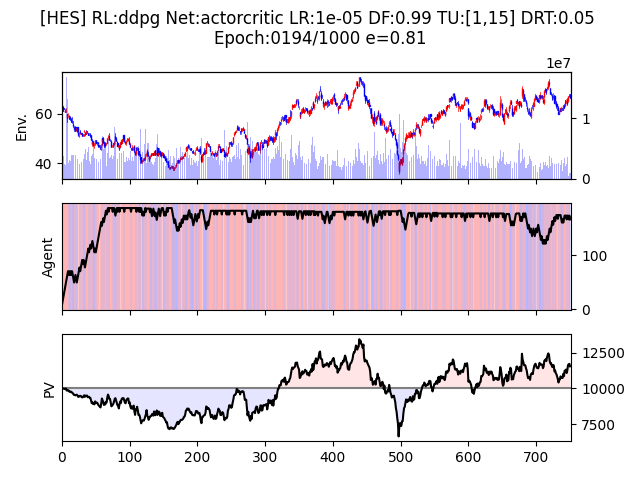 [HES] RL:ddpg Net:actorcritic LR:1e-05 DF:0.99 TU:[1,15] DRT:0.05
Epoch:0194/1000 e=0.81
1e7
Env.
60
40
1
0
Agent
100
0
PV
12500
10000
7500
0 100 200 300 400 500 600 700